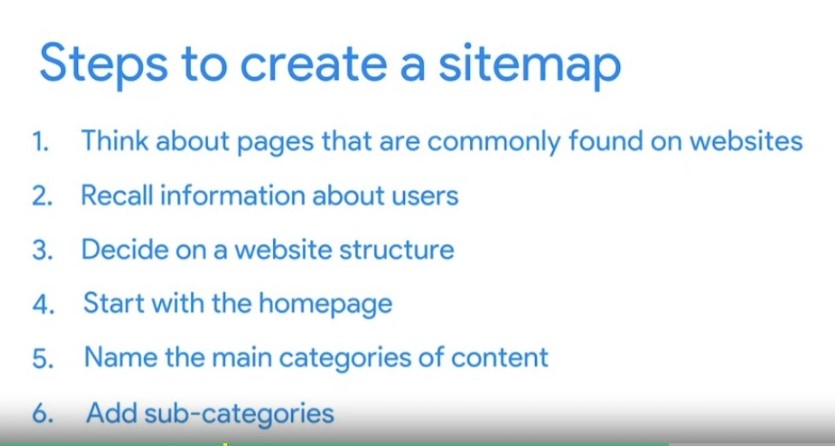 Steps to create a sitemap
1. Think about pages that are commonly found on websites
2. Recall information about users
3. Decide on a website structure
4. Start with the homepage
5. Name the main categories of content
6. Add sub-categories